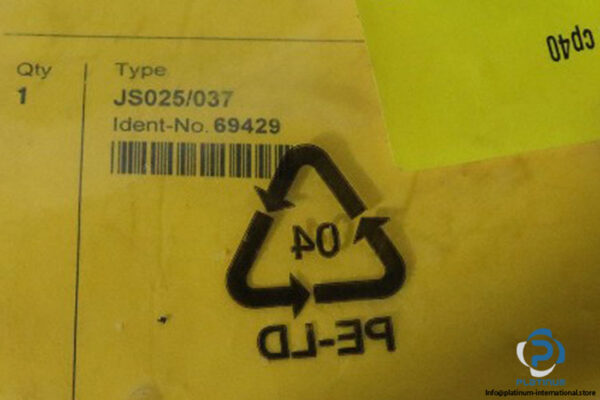 cp40
Qty Type
1 JS025/037
Ident-No. 69429
04
PE-LD
PLATINUM
info@platinum-international.store